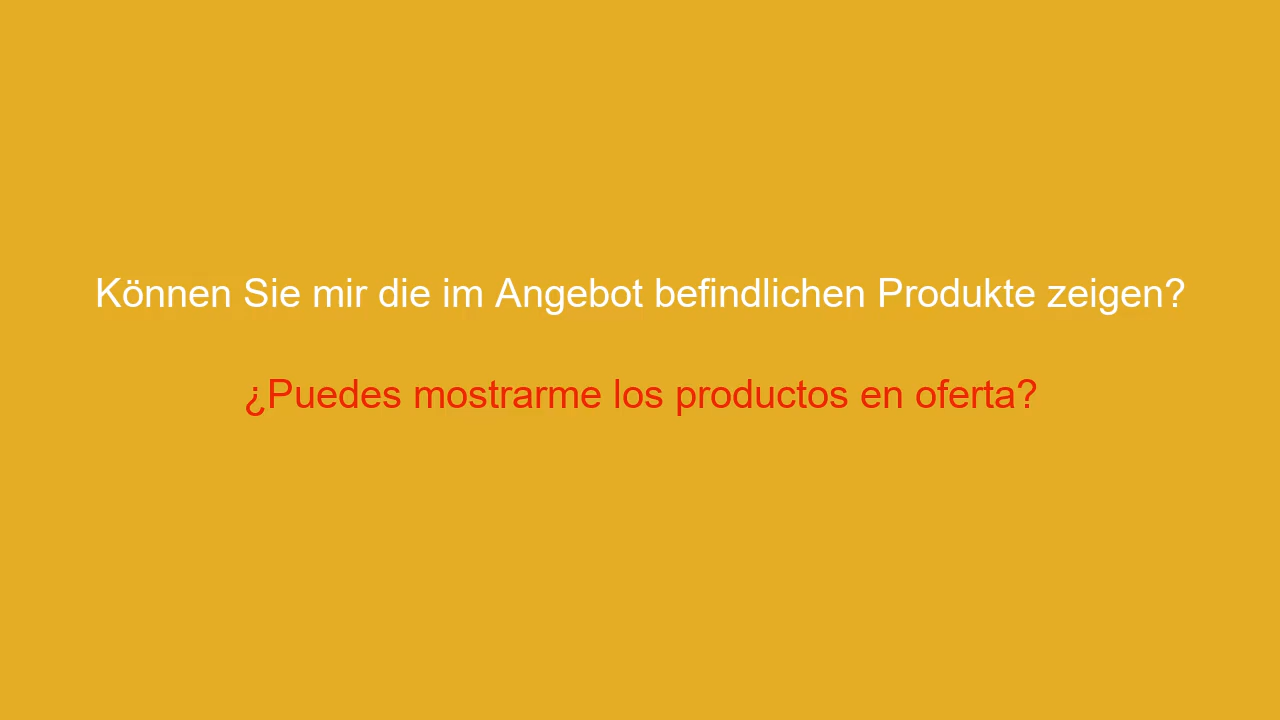 Können Sie mir die im Angebot befindlichen Produkte zeigen?
¿Puedes mostrarme los productos en oferta?